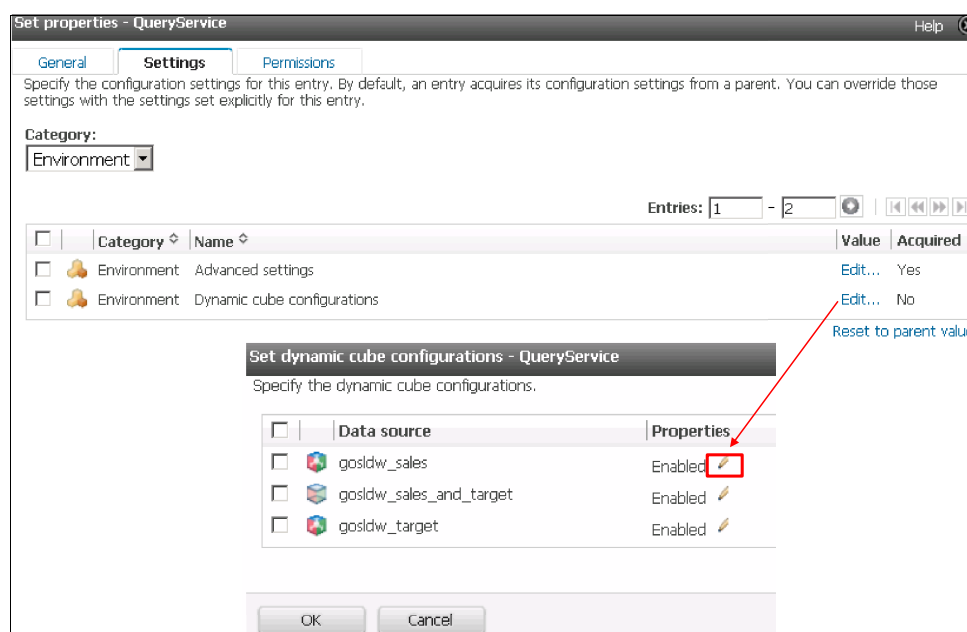 Set properties - QueryService
Help
General
Settings
Permissions
Specify the configuration settings for this entry. By default, an entry acquires its configuration settings from a parent. You can override those
settings with the settings set explicitly for this entry.
Category:
Environment
Entries: 1 - 2
Category Name Value Acquired
Environment Advanced settings Edit... Yes
Environment Dynamic cube configurations Edit... No
Reset to parent value
Set dynamic cube configurations - QueryService
Specify the dynamic cube configurations.
Data source Properties
gosldw_sales Enabled
gosldw_sales_and_target Enabled
gosldw_target Enabled
OK Cancel